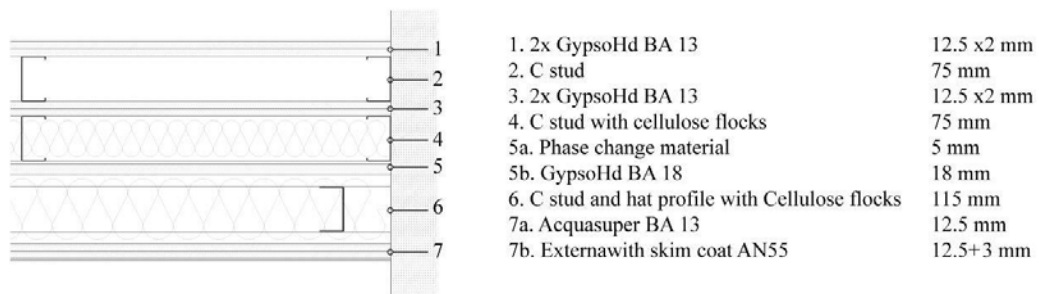 1
2
3
4
5
6
7
1. 2x GypsoHd BA 13 12.5 x2 mm
2. C stud 75 mm
3. 2x GypsoHd BA 13 12.5 x2 mm
4. C stud with cellulose flocks 75 mm
5a. Phase change material 5 mm
5b. GypsoHd BA 18 18 mm
6. C stud and hat profile with Cellulose flocks 115 mm
7a. Acquasuper BA 13 12.5 mm
7b. Externawith skim coat AN55 12.5+3 mm